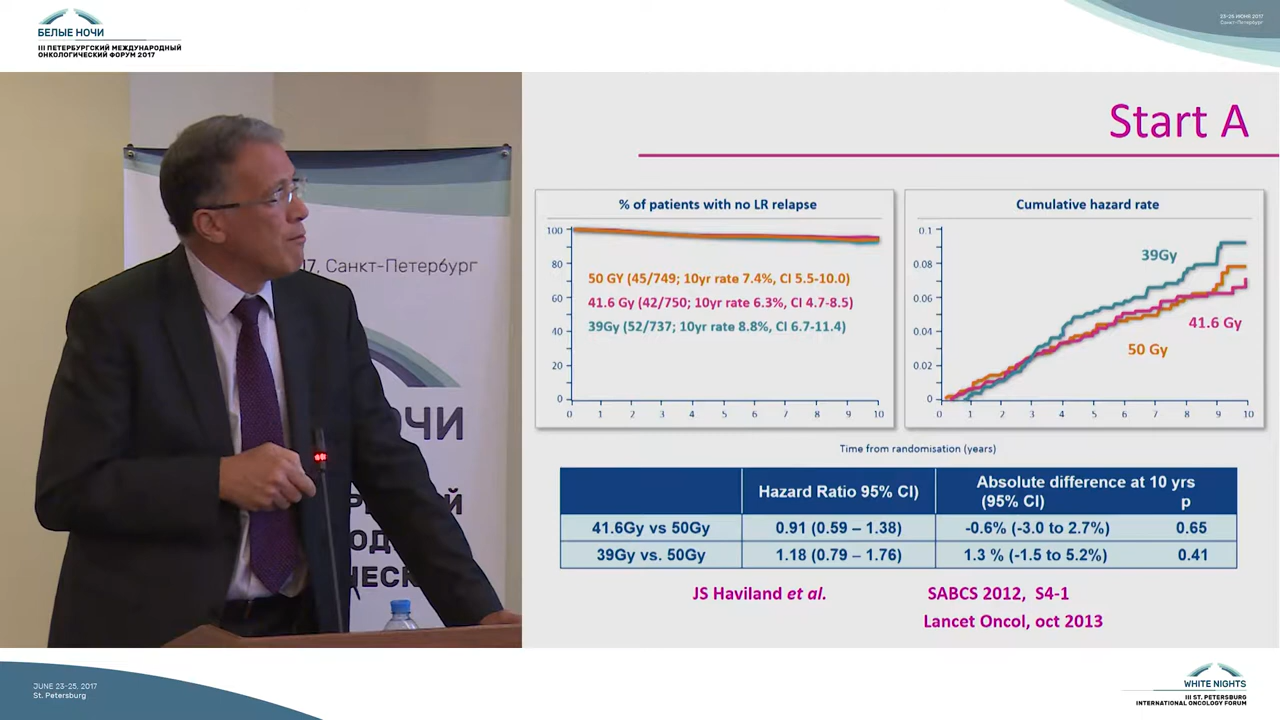 БЕЛЫЕ НОЧИ
III ПЕТЕРБУРГСКИЙ МЕЖДУНАРОДНЫЙ
ОНКОЛОГИЧЕСКИЙ ФОРУМ 2017
23-25 ИЮНЯ 2017
Санкт-Петербург
17, Санкт-Петербург
ОЧИ
Start A
% of patients with no LR relapse
100
80
60
40
20
0
0 1 2 3 4 5 6 7 8 9 10
50 GY (45/749; 10yr rate 7.4%, CI 5.5-10.0)
41.6 Gy (42/750; 10yr rate 6.3%, CI 4.7-8.5)
39Gy (52/737; 10yr rate 8.8%, CI 6.7-11.4)
Cumulative hazard rate
0.1
0.08
0.06
0.04
0.02
0
0 1 2 3 4 5 6 7 8 9 10
39Gy
41.6 Gy
50 Gy
Time from randomisation (years)
Hazard Ratio 95% CI) Absolute difference at 10 yrs
(95% CI) p
41.6Gy vs 50Gy 0.91 (0.59 – 1.38) -0.6% (-3.0 to 2.7%) 0.65
39Gy vs. 50Gy 1.18 (0.79 – 1.76) 1.3 % (-1.5 to 5.2%) 0.41
JS Haviland et al. SABCS 2012, S4-1
Lancet Oncol, oct 2013
JUNE 23-25, 2017
St. Petersburg
WHITE NIGHTS
III ST. PETERSBURG
INTERNATIONAL ONCOLOGY FORUM